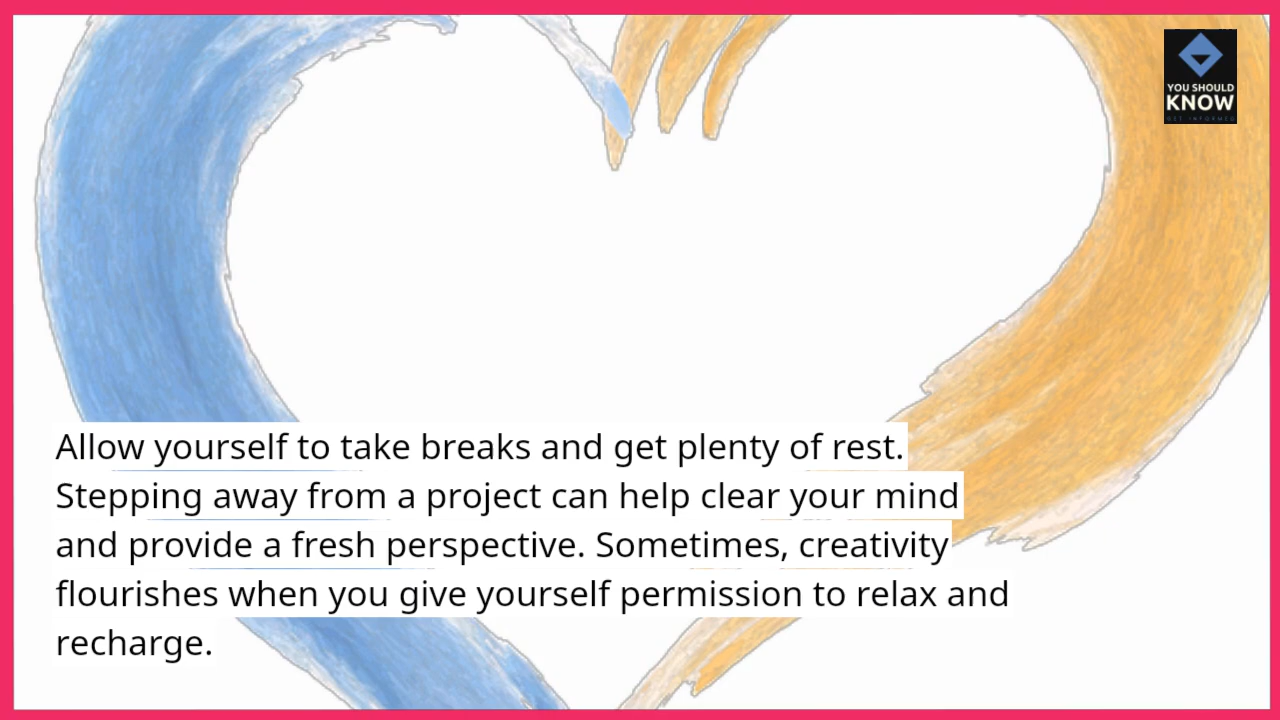 YOU SHOULD
KNOW
GET INFORMED
Allow yourself to take breaks and get plenty of rest.
Stepping away from a project can help clear your mind
and provide a fresh perspective. Sometimes, creativity
flourishes when you give yourself permission to relax and
recharge.